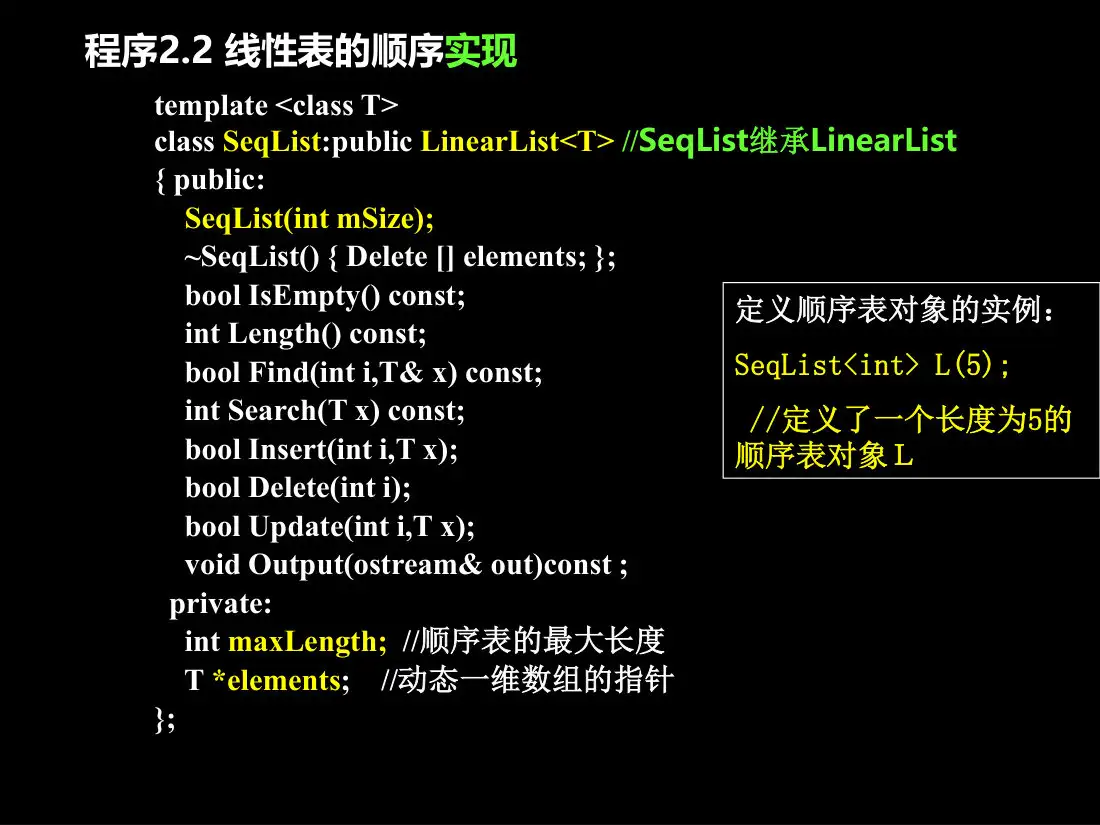 程序2.2 线性表的顺序实现
template <class T>
class SeqList:public LinearList<T> //SeqList继承LinearList
{ public:
SeqList(int mSize);
~SeqList() { Delete [] elements; };
bool IsEmpty() const;
int Length() const;
bool Find(int i,T& x) const;
int Search(T x) const;
bool Insert(int i,T x);
bool Delete(int i);
bool Update(int i,T x);
void Output(ostream& out)const ;
private:
int maxLength; //顺序表的最大长度
T *elements; //动态一维数组的指针
};
定义顺序表对象的实例：
SeqList<int> L(5);
//定义了一个长度为5的
顺序表对象L